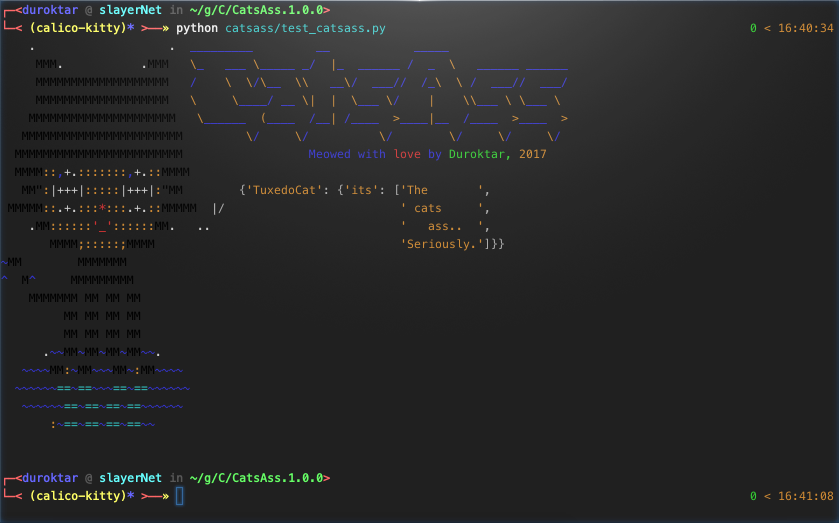 ┌─<duroktar @ slayerNet in ~/g/C/CatsAss.1.0.0>
└─< (calico-kitty)* >──» python catsass/test_catsass.py 0 < 16:40:34
Meowed with love by Duroktar, 2017
{'TuxedoCat': {'its': ['The       ',
' cats     ',
'   ass..  ',
'Seriously.']}}
┌─<duroktar @ slayerNet in ~/g/C/CatsAss.1.0.0>
└─< (calico-kitty)* >──» 0 < 16:41:08